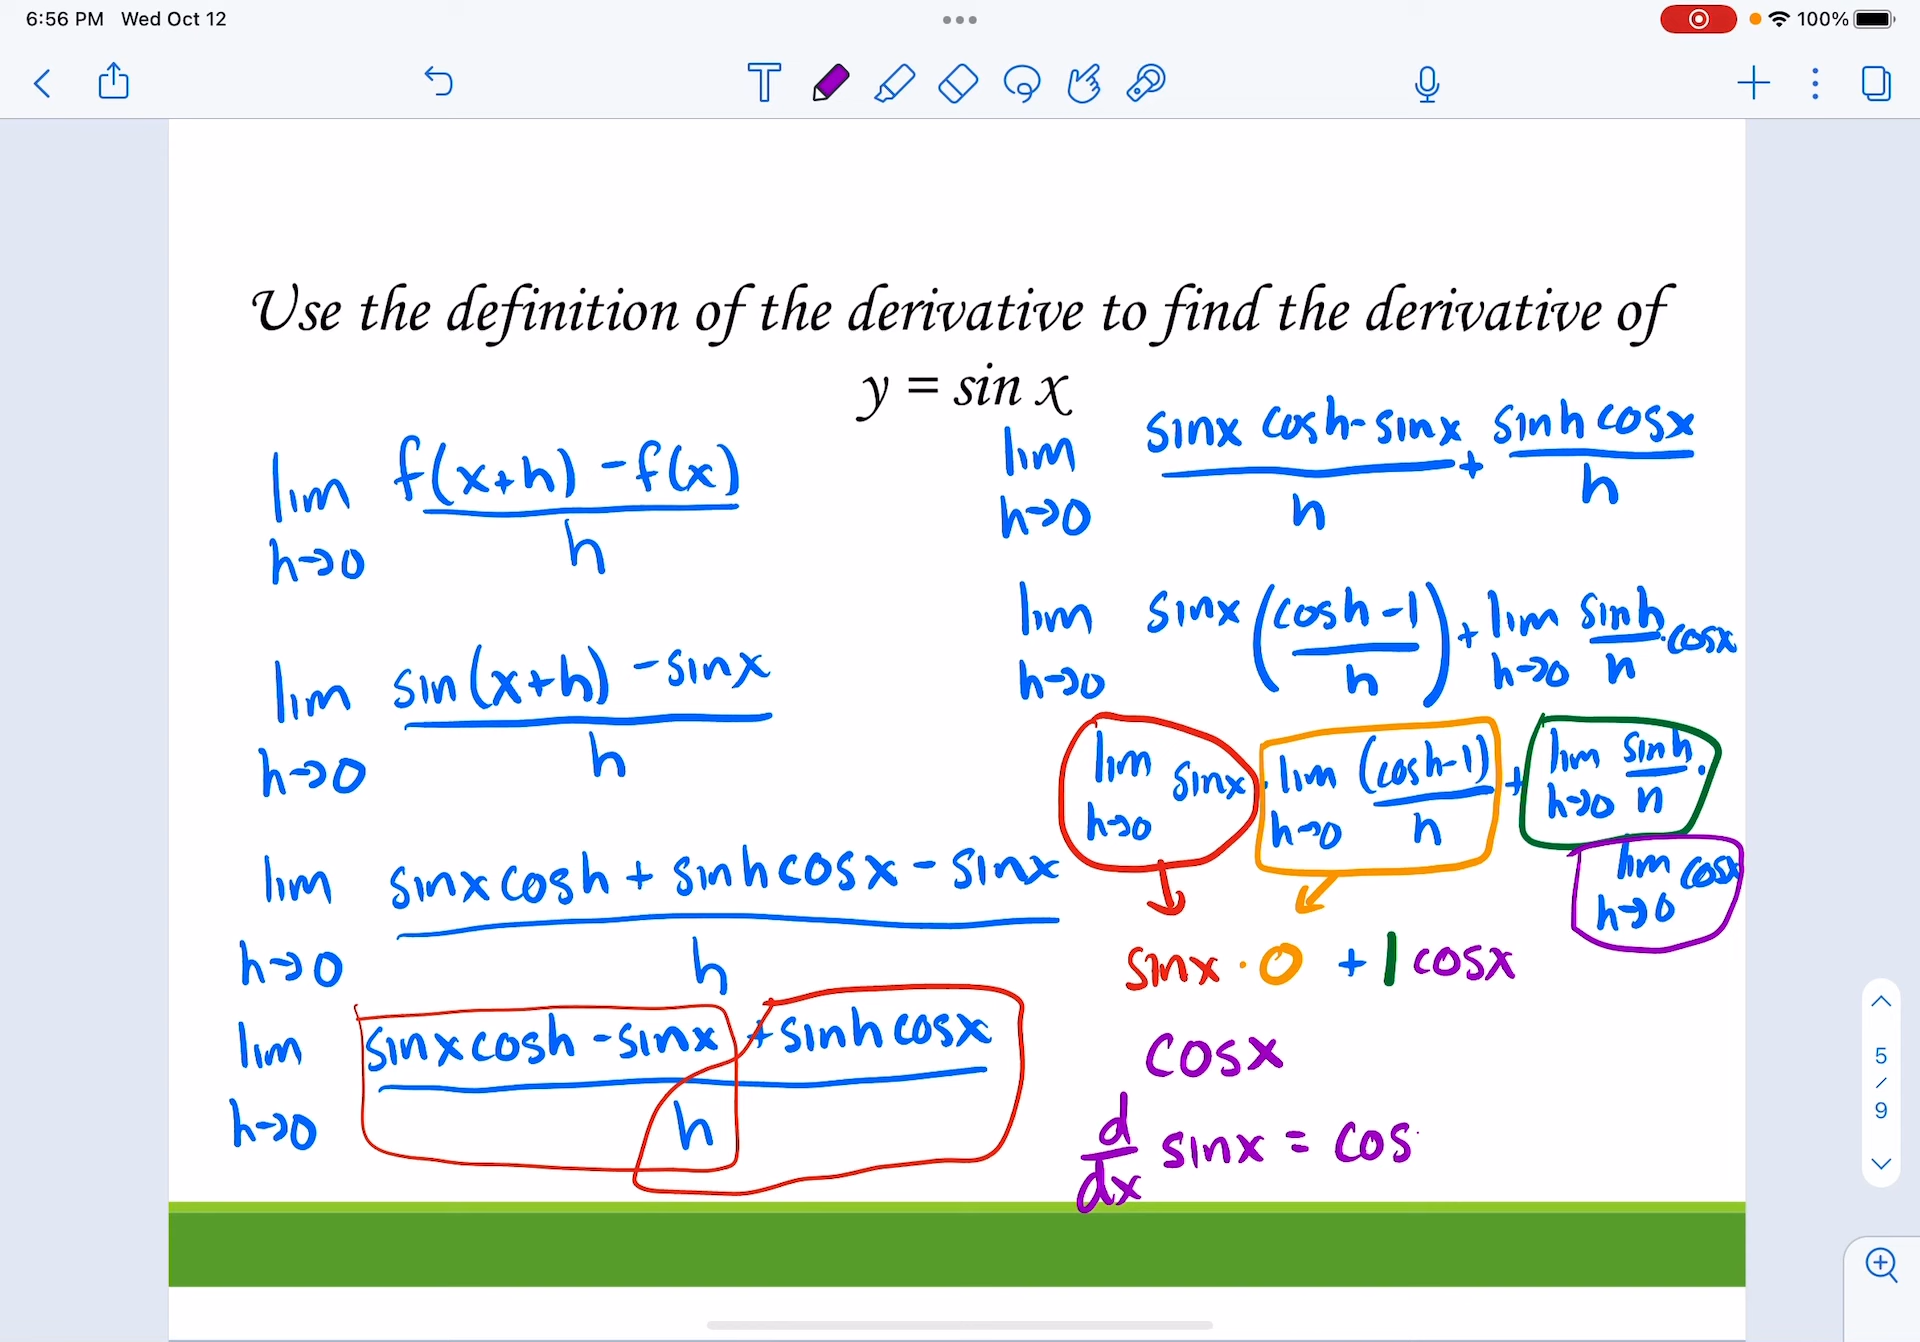 6:56 PM Wed Oct 12
100%
Use the definition of the derivative to find the derivative of
y = sin x
lim f(x+h) - f(x)
h→0 h
lim sin(x+h) - sinx
h→0 h
lim sinx cosh + sinh cosx - sinx
h→0 h
lim sinx cosh - sinx + sinh cosx
h→0 h
lim sinx cosh - sinx + sinh cosx
h→0 h h
lim sinx (cosh - 1) + lim sinh · cosx
h→0 h h→0 h
lim sinx · lim (cosh - 1) + lim sinh ·
h→0 h→0 h h→0 h
lim cosx
h→0
sinx · 0 + 1 cosx
cosx
d sinx = cos
dx
5
/
9